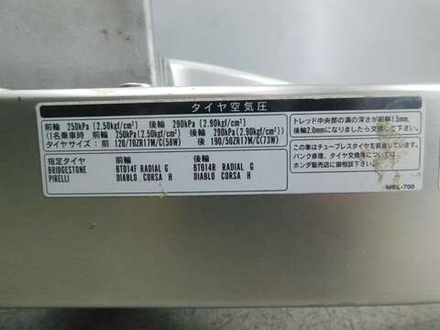 タイヤ空気圧
前輪 250kPa(2.50kgf/cm²) 後輪 290kPa(2.90kgf/cm²)
(1名乗車時 前輪 250kPa(2.50kgf/cm²) 後輪 290kPa(2.90kgf/cm²))
タイヤサイズ: 前 120/70ZR17M/C(58W) 後 190/50ZR17M/C(73W)
指定タイヤ 前輪 後輪
BRIDGESTONE BT014F RADIAL G BT014R RADIAL G
PIRELLI DIABLO CORSA H DIABLO CORSA H
トレッド中央部の溝の深さが前輪1.5mm、
後輪2.0mmになりましたら交換して下さい。
この車はチューブレスタイヤを装着しています。
パンク修理、タイヤ交換等については
ホンダ販売店に御相談下さい。
MEL-700